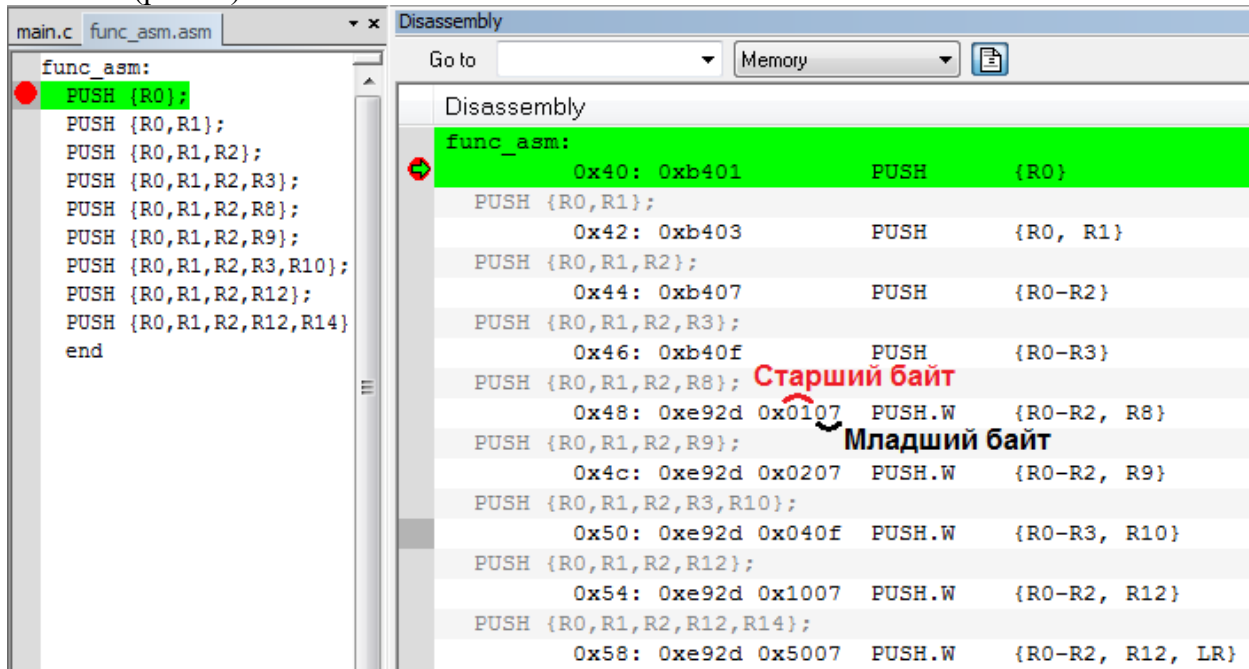 main.c func_asm.asm
func_asm:
PUSH {R0};
PUSH {R0,R1};
PUSH {R0,R1,R2};
PUSH {R0,R1,R2,R3};
PUSH {R0,R1,R2,R8};
PUSH {R0,R1,R2,R9};
PUSH {R0,R1,R2,R3,R10};
PUSH {R0,R1,R2,R12};
PUSH {R0,R1,R2,R12,R14}
end
Disassembly
Go to Memory
Disassembly
func_asm:
0x40: 0xb401 PUSH {R0}
PUSH {R0,R1};
0x42: 0xb403 PUSH {R0, R1}
PUSH {R0,R1,R2};
0x44: 0xb407 PUSH {R0-R2}
PUSH {R0,R1,R2,R3};
0x46: 0xb40f PUSH {R0-R3}
PUSH {R0,R1,R2,R8}; Старший байт
0x48: 0xe92d 0x0107 PUSH.W {R0-R2, R8}
PUSH {R0,R1,R2,R9}; Младший байт
0x4c: 0xe92d 0x0207 PUSH.W {R0-R2, R9}
PUSH {R0,R1,R2,R3,R10};
0x50: 0xe92d 0x040f PUSH.W {R0-R3, R10}
PUSH {R0,R1,R2,R12};
0x54: 0xe92d 0x1007 PUSH.W {R0-R2, R12}
PUSH {R0,R1,R2,R12,R14};
0x58: 0xe92d 0x5007 PUSH.W {R0-R2, R12, LR}